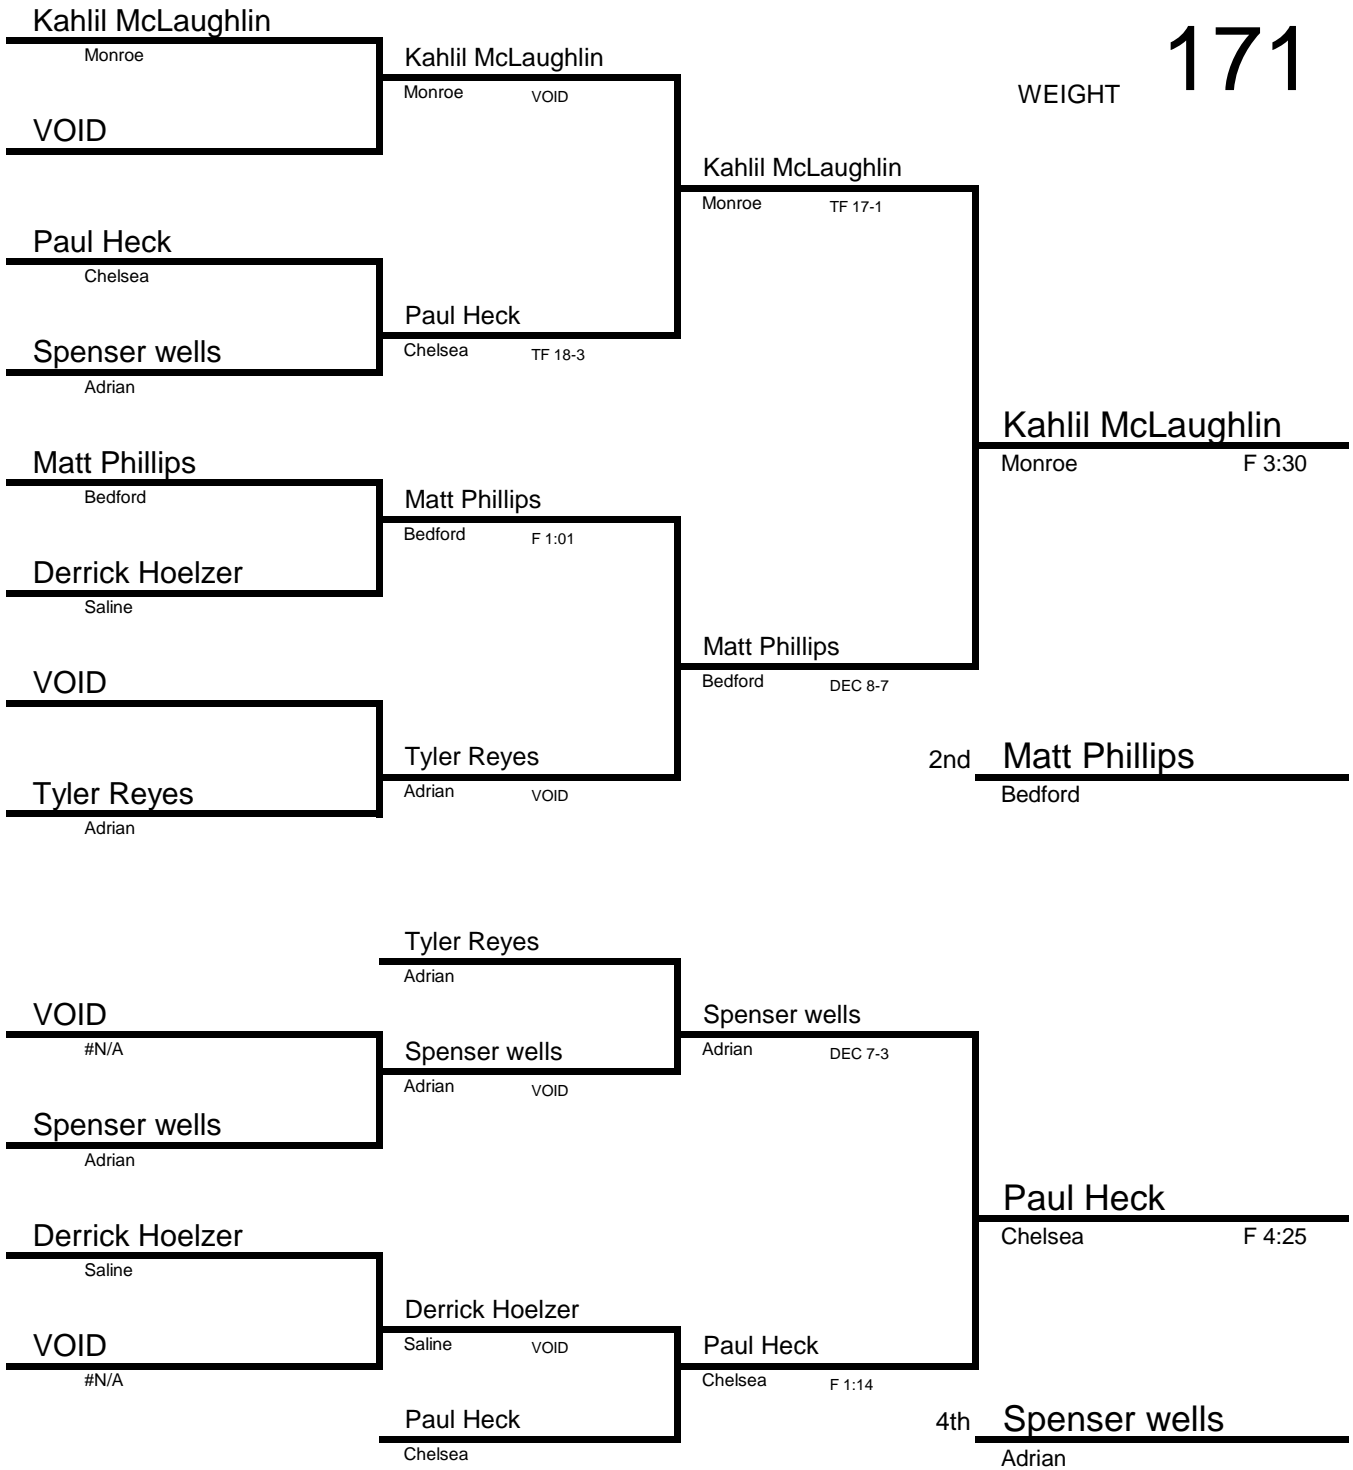 Kahlil McLaughlin
Monroe
Kahlil McLaughlin
Monroe VOID
171
WEIGHT
VOID
Kahlil McLaughlin
Monroe TF 17-1
Paul Heck
Chelsea
Paul Heck
Chelsea TF 18-3
Spenser wells
Adrian
Kahlil McLaughlin
Monroe F 3:30
Matt Phillips
Bedford
Matt Phillips
Bedford F 1:01
Derrick Hoelzer
Saline
Matt Phillips
Bedford DEC 8-7
VOID
Tyler Reyes
Adrian VOID
2nd Matt Phillips
Bedford
Tyler Reyes
Adrian
Tyler Reyes
Adrian
VOID
#N/A
Spenser wells
Adrian DEC 7-3
Spenser wells
Adrian VOID
Spenser wells
Adrian
Paul Heck
Chelsea F 4:25
Derrick Hoelzer
Saline
Derrick Hoelzer
Saline VOID
VOID
#N/A
Paul Heck
Chelsea F 1:14
Paul Heck
Chelsea
4th Spenser wells
Adrian